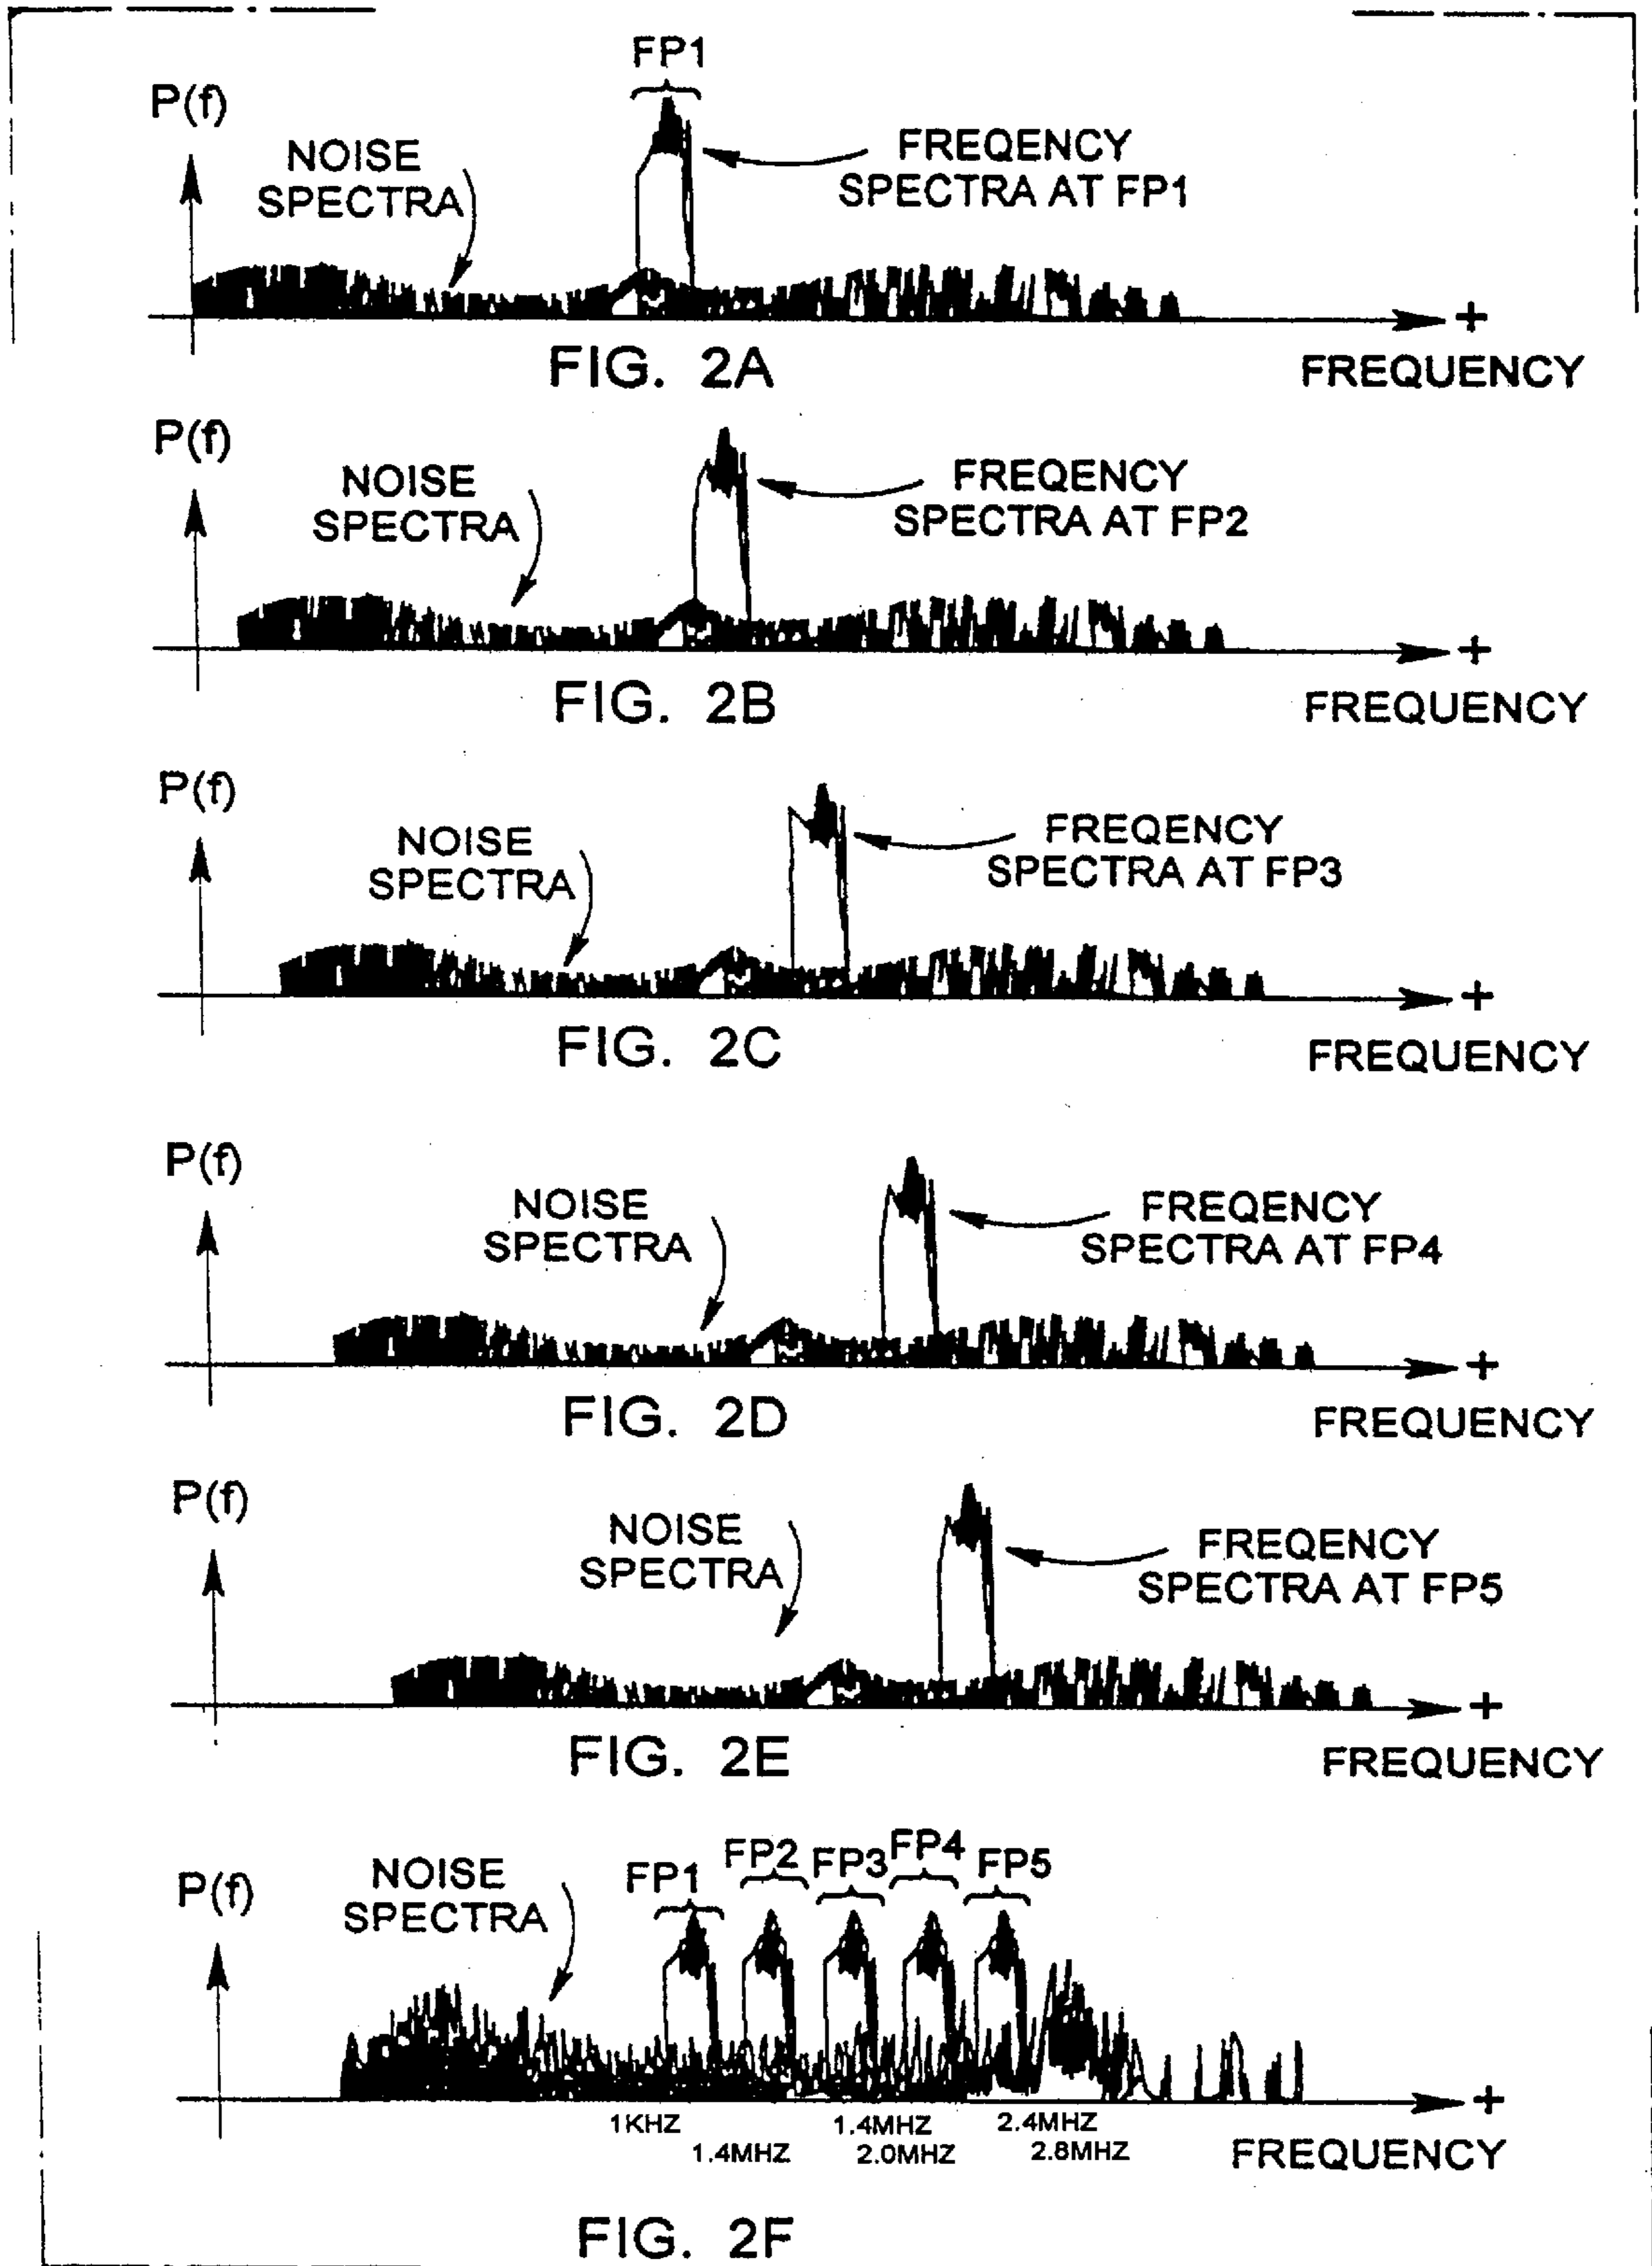 FP1
P(f)
NOISE
SPECTRA
FREQENCY
SPECTRA AT FP1
+
FIG. 2A
FREQUENCY
P(f)
NOISE
SPECTRA
FREQENCY
SPECTRA AT FP2
+
FIG. 2B
FREQUENCY
P(f)
NOISE
SPECTRA
FREQENCY
SPECTRA AT FP3
+
FIG. 2C
FREQUENCY
P(f)
NOISE
SPECTRA
FREQENCY
SPECTRA AT FP4
+
FIG. 2D
FREQUENCY
P(f)
NOISE
SPECTRA
FREQENCY
SPECTRA AT FP5
+
FIG. 2E
FREQUENCY
P(f)
NOISE
SPECTRA
FP1 FP2 FP3 FP4 FP5
+
1KHZ 1.4MHZ 2.4MHZ
1.4MHZ 2.0MHZ 2.8MHZ
FREQUENCY
FIG. 2F